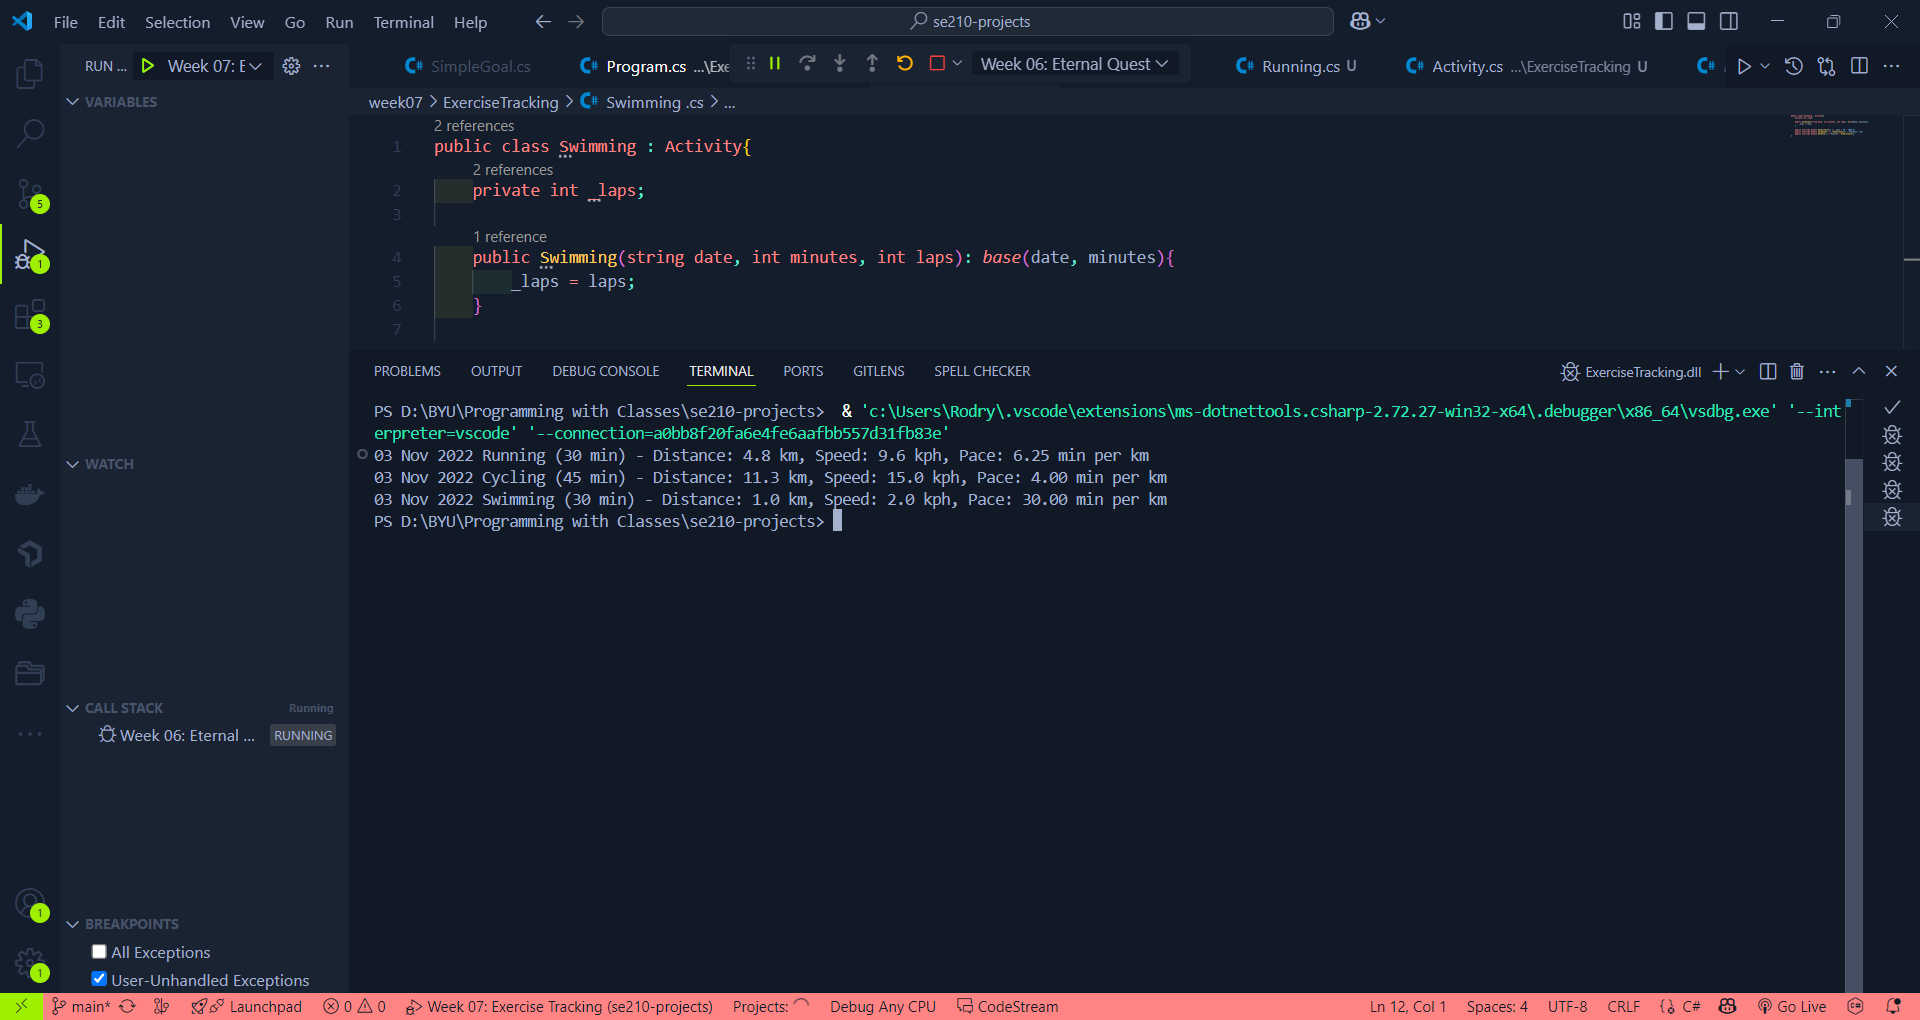 File Edit Selection View Go Run Terminal Help
se210-projects
RUN ... Week 07: E
SimpleGoal.cs
Program.cs ...\Exe
Week 06: Eternal Quest
Running.cs U
Activity.cs ...\ExerciseTracking U
VARIABLES
week07 > ExerciseTracking > Swimming .cs > ...
2 references
1 public class Swimming : Activity{
2 references
2 private int _laps;
3
1 reference
4 public Swimming(string date, int minutes, int laps): base(date, minutes){
5 _laps = laps;
6 }
7
PROBLEMS OUTPUT DEBUG CONSOLE TERMINAL PORTS GITLENS SPELL CHECKER
ExerciseTracking.dll
PS D:\BYU\Programming with Classes\se210-projects> & 'c:\Users\Rodry\.vscode\extensions\ms-dotnettools.csharp-2.72.27-win32-x64\.debugger\x86_64\vsdbg.exe' '--int
erpreter=vscode' '--connection=a0bb8f20fa6e4fe6aafbb557d31fb83e'
03 Nov 2022 Running (30 min) - Distance: 4.8 km, Speed: 9.6 kph, Pace: 6.25 min per km
03 Nov 2022 Cycling (45 min) - Distance: 11.3 km, Speed: 15.0 kph, Pace: 4.00 min per km
03 Nov 2022 Swimming (30 min) - Distance: 1.0 km, Speed: 2.0 kph, Pace: 30.00 min per km
PS D:\BYU\Programming with Classes\se210-projects>
5
1
3
WATCH
CALL STACK Running
Week 06: Eternal ... RUNNING
1
1
BREAKPOINTS
All Exceptions
User-Unhandled Exceptions
main* Launchpad 0 0 Week 07: Exercise Tracking (se210-projects) Projects: Debug Any CPU CodeStream Ln 12, Col 1 Spaces: 4 UTF-8 CRLF C# Go Live